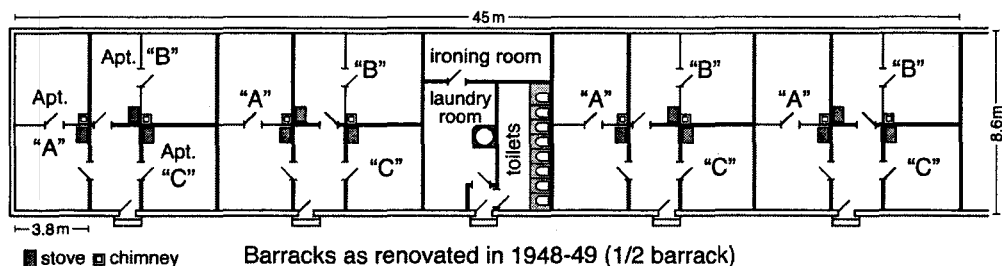 45 m
Apt. "B" "B" ironing room "B" "B"
Apt. "A" laundry "A" "A"
room
"A" Apt. toilets 8.6m
"C" "C" "C" "C"
3.8m
stove chimney Barracks as renovated in 1948-49 (1/2 barrack)